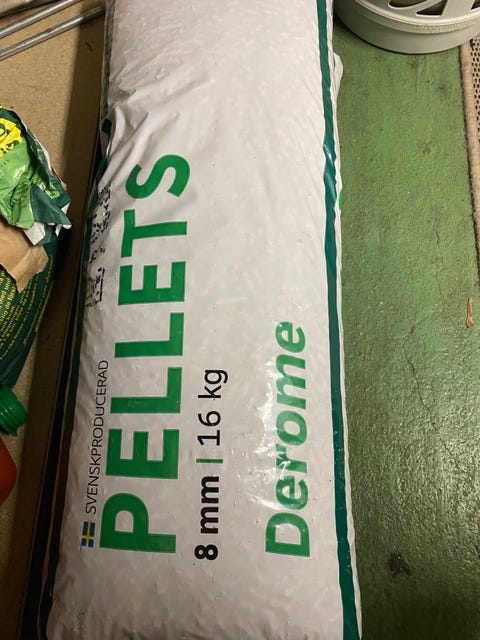 SVENSKPRODUCERAD
PELLETS
8 mm | 16 kg
Derome